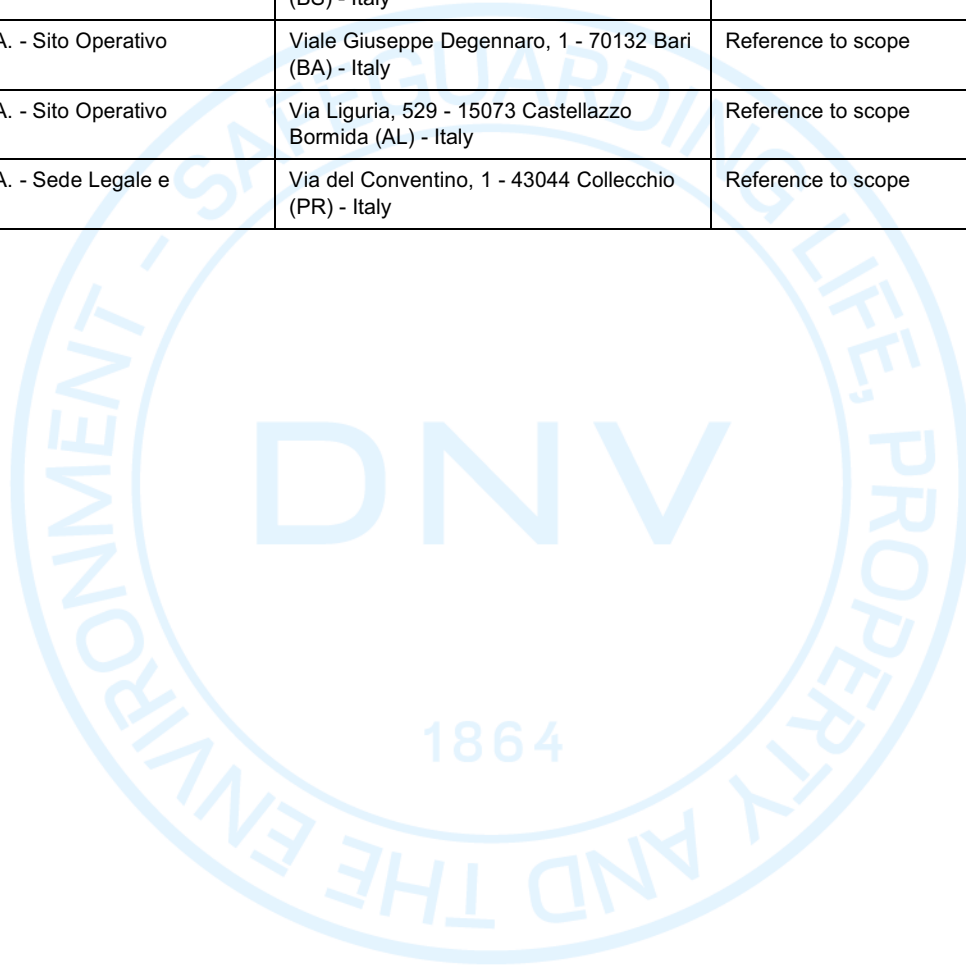 (BS) - Italy
A. - Sito Operativo
Viale Giuseppe Degennaro, 1 - 70132 Bari
(BA) - Italy
Reference to scope
A. - Sito Operativo
Via Liguria, 529 - 15073 Castellazzo
Bormida (AL) - Italy
Reference to scope
A. - Sede Legale e
Via del Conventino, 1 - 43044 Collecchio
(PR) - Italy
Reference to scope
SAFEGUARDING LIFE, PROPERTY AND THE ENVIRONMENT -
DNV
1864